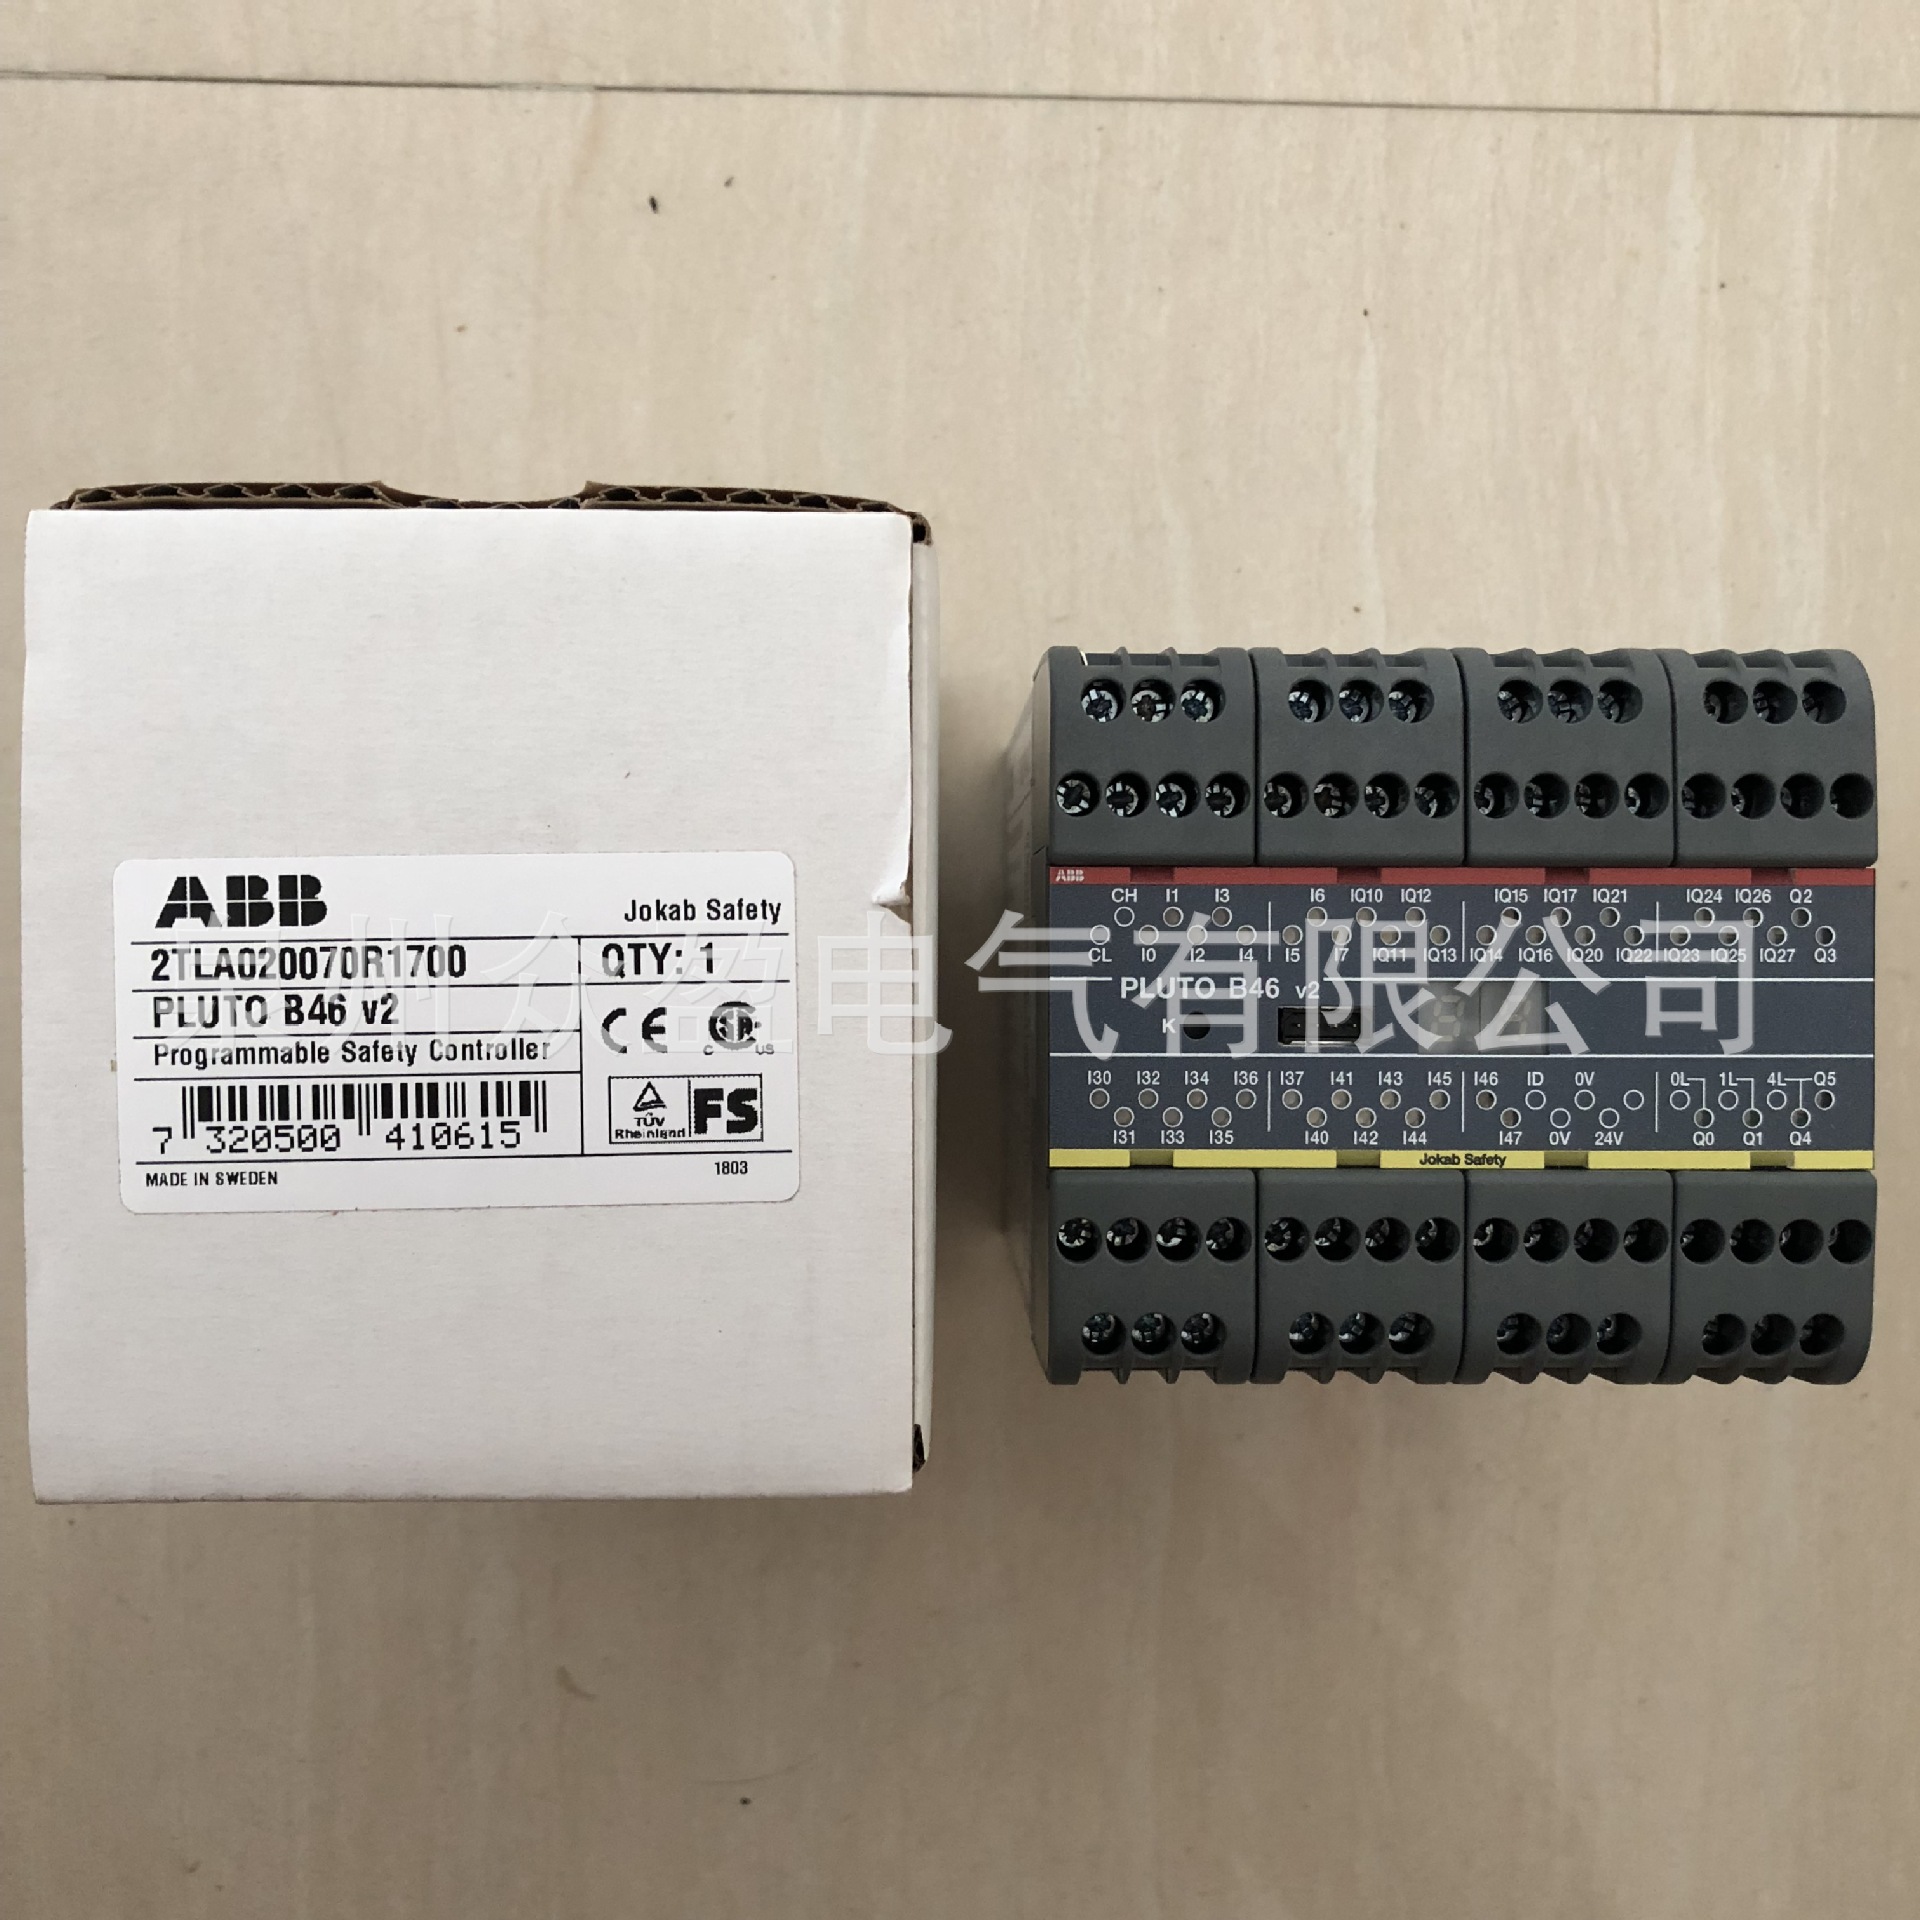 ABB
Jokab Safety
2TLA020070R1700
QTY: 1
PLUTO B46 v2
Programmable Safety Controller
CE
C US
TÜV
Rheinland
FS
7 320500 410615
MADE IN SWEDEN
1803
ABB
CH I1 I3 I6 IQ10 IQ12 IQ15 IQ17 IQ21 IQ24 IQ26 Q2
CL I0 I2 I4 I5 I7 IQ11 IQ13 IQ14 IQ16 IQ20 IQ22 IQ23 IQ25 IQ27 Q3
PLUTO B46 v2
K
I30 I32 I34 I36 I37 I41 I43 I45 I46 ID 0V 0L 1L 4L Q5
I31 I33 I35 I40 I42 I44 I47 0V 24V Q0 Q1 Q4
Jokab Safety
州众盈电气有限公司